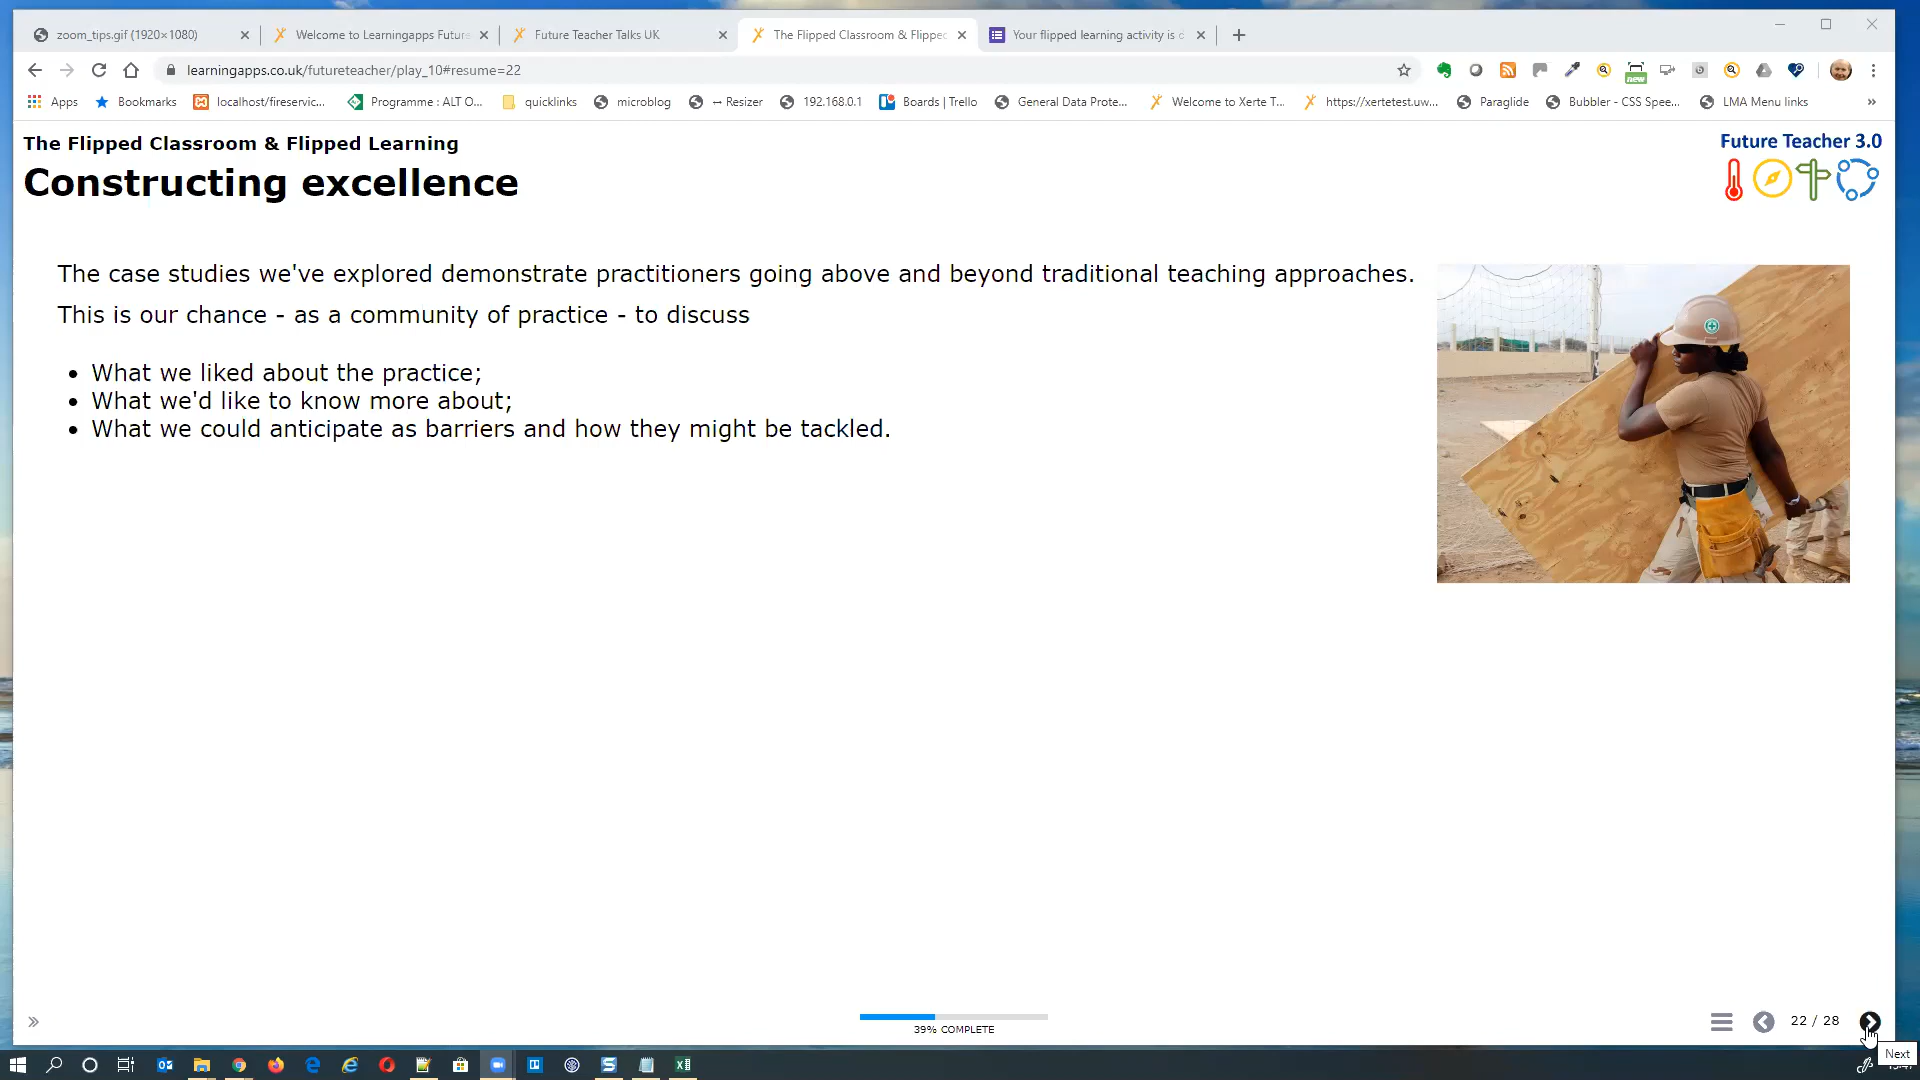 zoom_tips.gif (1920×1080)
Welcome to Learningapps Future
Future Teacher Talks UK
The Flipped Classroom & Flipped
Your flipped learning activity is
learningapps.co.uk/futureteacher/play_10#resume=22
new
Apps
Bookmarks
localhost/fireservic...
Programme : ALT O...
quicklinks
microblog
↔ Resizer
192.168.0.1
Boards | Trello
General Data Prote...
Welcome to Xerte T...
https://xertetest.uw...
Paraglide
Bubbler - CSS Spee...
LMA Menu links
»
The Flipped Classroom & Flipped Learning
Future Teacher 3.0
Constructing excellence
The case studies we've explored demonstrate practitioners going above and beyond traditional teaching approaches.
This is our chance - as a community of practice - to discuss
• What we liked about the practice;
• What we'd like to know more about;
• What we could anticipate as barriers and how they might be tackled.
39% COMPLETE
22 / 28
Next